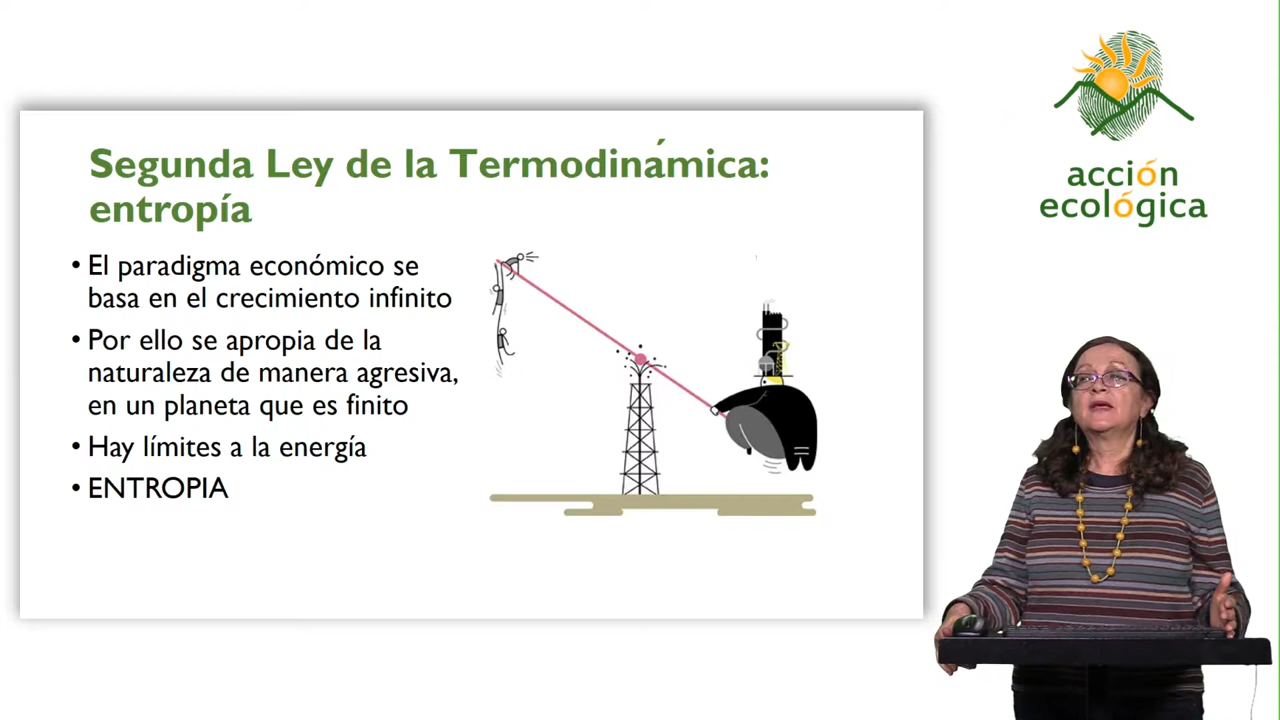 Segunda Ley de la Termodinámica:
entropía
• El paradigma económico se
basa en el crecimiento infinito
• Por ello se apropia de la
naturaleza de manera agresiva,
en un planeta que es finito
• Hay límites a la energía
• ENTROPIA
acción
ecológica